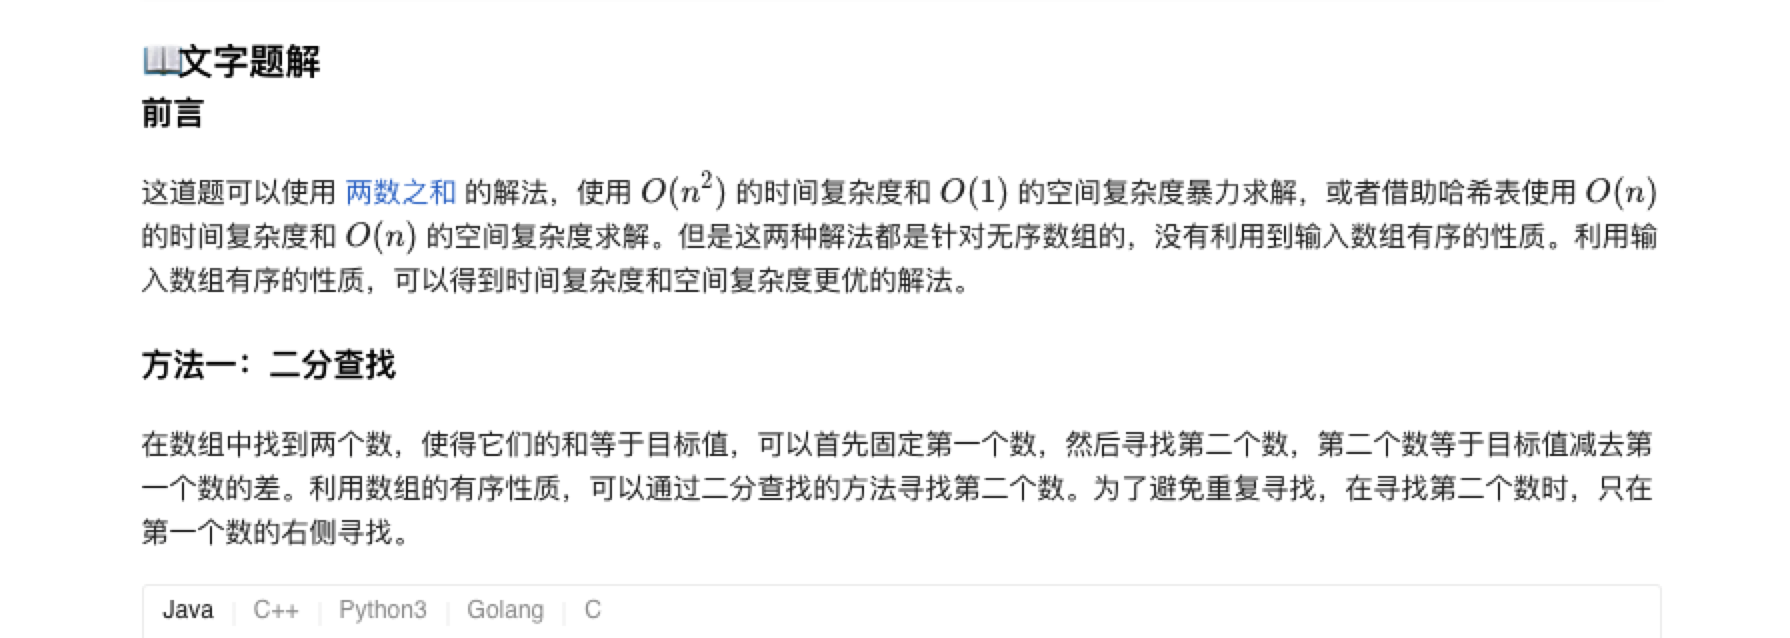 📖文字题解
前言
这道题可以使用 两数之和 的解法，使用 O(n²) 的时间复杂度和 O(1) 的空间复杂度暴力求解，或者借助哈希表使用 O(n)
的时间复杂度和 O(n) 的空间复杂度求解。但是这两种解法都是针对无序数组的，没有利用到输入数组有序的性质。利用输
入数组有序的性质，可以得到时间复杂度和空间复杂度更优的解法。
方法一：二分查找
在数组中找到两个数，使得它们的和等于目标值，可以首先固定第一个数，然后寻找第二个数，第二个数等于目标值减去第
一个数的差。利用数组的有序性质，可以通过二分查找的方法寻找第二个数。为了避免重复寻找，在寻找第二个数时，只在
第一个数的右侧寻找。
Java C++ Python3 Golang C